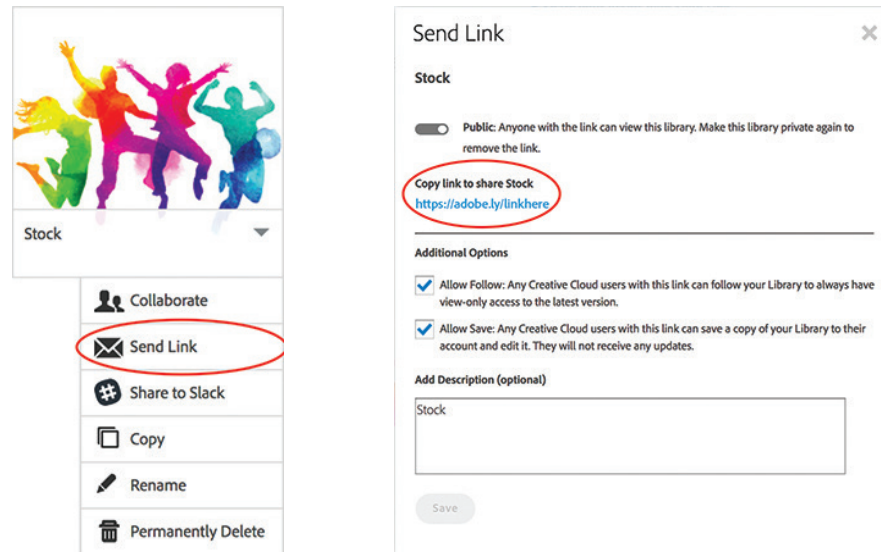 Stock
Collaborate
Send Link
Share to Slack
Copy
Rename
Permanently Delete
Send Link
Stock
Public: Anyone with the link can view this library. Make this library private again to
remove the link.
Copy link to share Stock
https://adobe.ly/linkhere
Additional Options
Allow Follow: Any Creative Cloud users with this link can follow your Library to always have
view-only access to the latest version.
Allow Save: Any Creative Cloud users with this link can save a copy of your Library to their
account and edit it. They will not receive any updates.
Add Description (optional)
Stock
Save